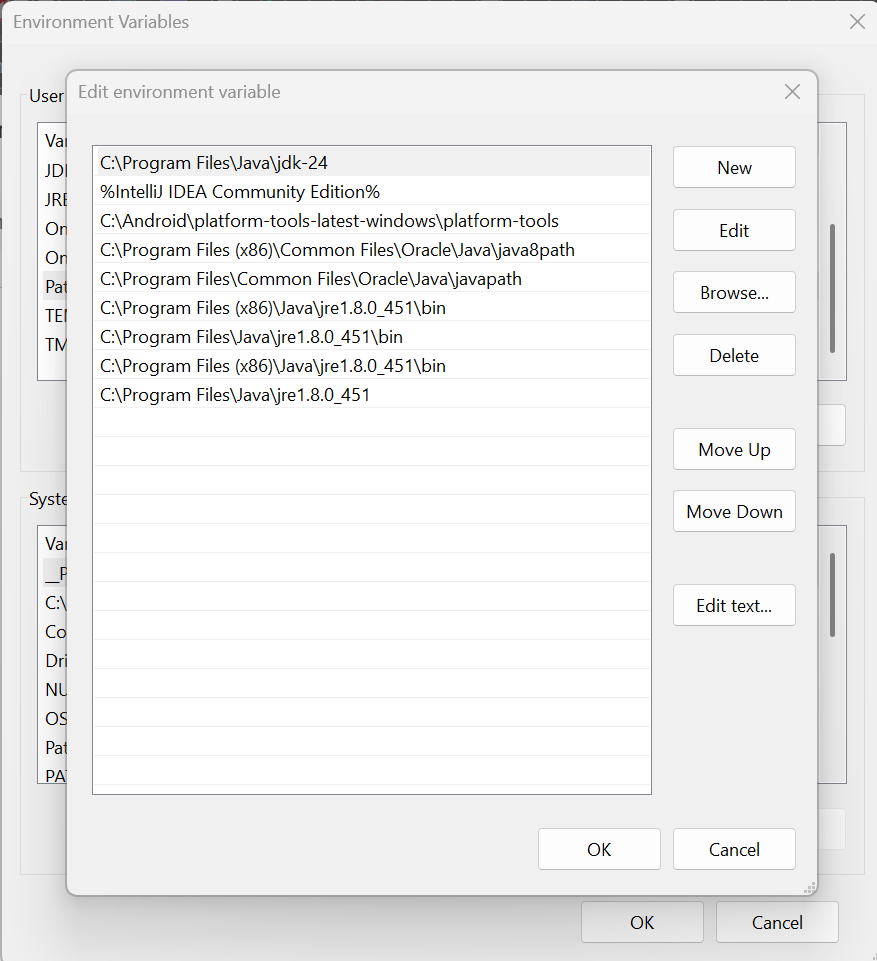 Environment Variables
User
Edit environment variable
C:\Program Files\Java\jdk-24
%IntelliJ IDEA Community Edition%
C:\Android\platform-tools-latest-windows\platform-tools
C:\Program Files (x86)\Common Files\Oracle\Java\java8path
C:\Program Files\Common Files\Oracle\Java\javapath
C:\Program Files (x86)\Java\jre1.8.0_451\bin
C:\Program Files\Java\jre1.8.0_451\bin
C:\Program Files (x86)\Java\jre1.8.0_451\bin
C:\Program Files\Java\jre1.8.0_451
New
Edit
Browse...
Delete
Move Up
Move Down
Edit text...
OK
Cancel
Var
JD
JRE
On
On
Pat
TE
TM
Syste
Var
__P
C:\
Co
Dri
NU
OS
Pat
PA
OK
Cancel